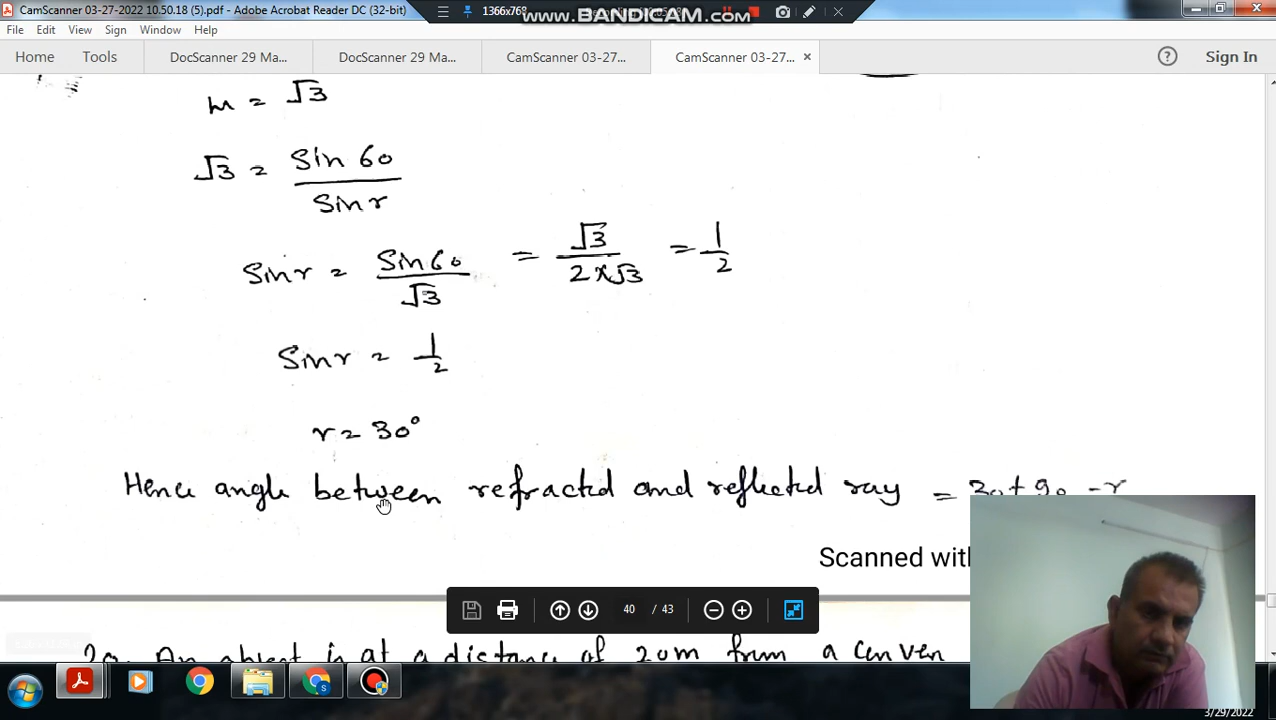 CamScanner 03-27-2022 10.50.18 (5).pdf - Adobe Acrobat Reader DC (32-bit)
1366x768
www.BANDICAM.com
File Edit View Sign Window Help
Home Tools DocScanner 29 Ma... DocScanner 29 Ma... CamScanner 03-27... CamScanner 03-27... × Sign In
μ = √3
√3 = Sin 60 / Sin r
Sin r = Sin 60 / √3 = √3 / 2×√3 = 1/2
Sin r = 1/2
r = 30°
Hence angle between refracted and reflected ray = 30 + 90 - r
Scanned wit
40 / 43
20. An object is at a distance of 20m from a conven
3/29/2022